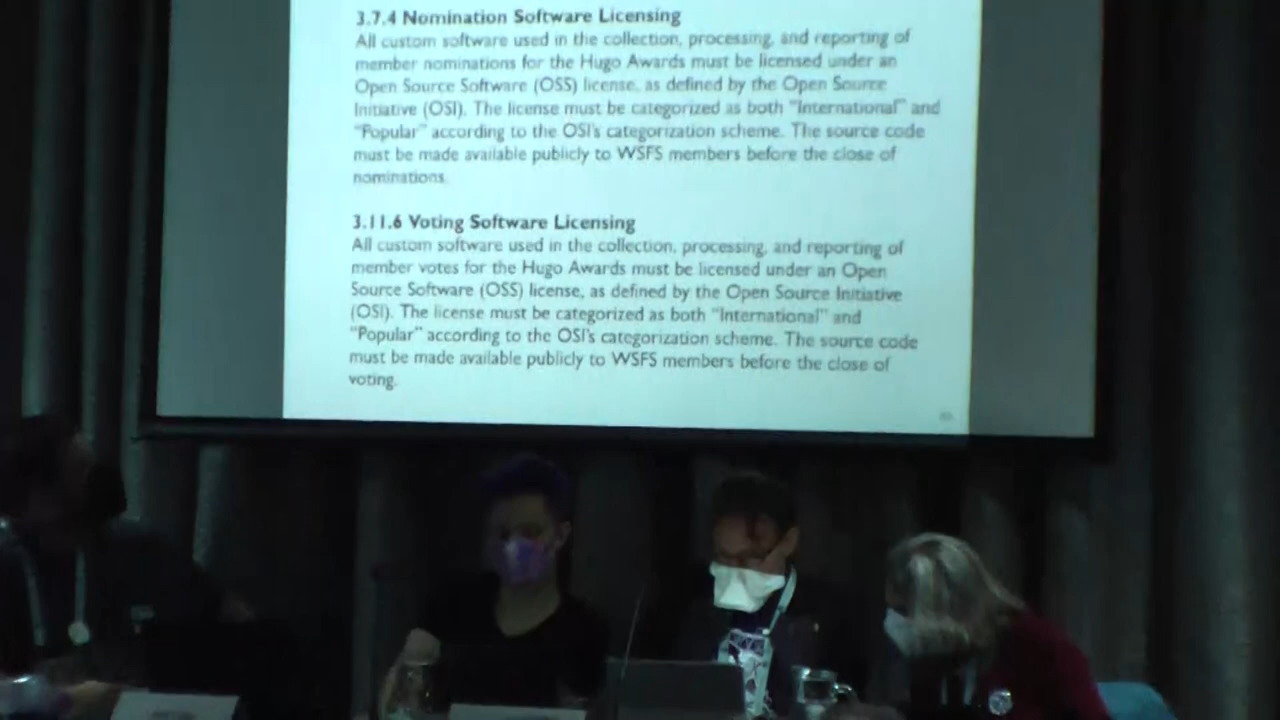 3.7.4 Nomination Software Licensing
All custom software used in the collection, processing, and reporting of
member nominations for the Hugo Awards must be licensed under an
Open Source Software (OSS) license, as defined by the Open Source
Initiative (OSI). The license must be categorized as both "International" and
"Popular" according to the OSI's categorization scheme. The source code
must be made available publicly to WSFS members before the close of
nominations.
3.11.6 Voting Software Licensing
All custom software used in the collection, processing, and reporting of
member votes for the Hugo Awards must be licensed under an Open
Source Software (OSS) license, as defined by the Open Source Initiative
(OSI). The license must be categorized as both "International" and
"Popular" according to the OSI's categorization scheme. The source code
must be made available publicly to WSFS members before the close of
voting.